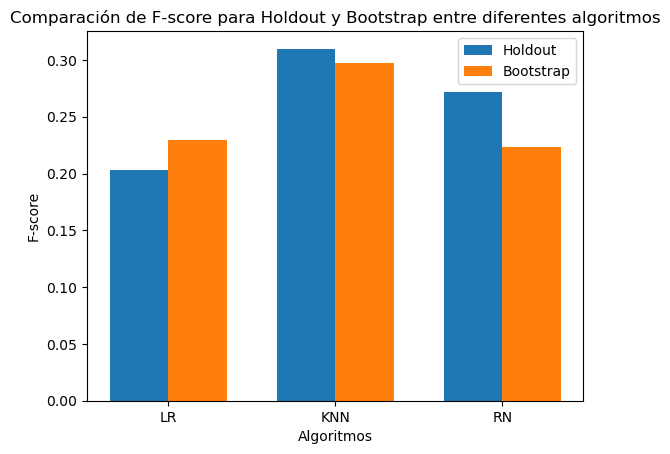 Comparación de F-score para Holdout y Bootstrap entre diferentes algoritmos
Holdout
Bootstrap
0.30
0.25
0.20
0.15
0.10
0.05
0.00
F-score
LR KNN RN
Algoritmos